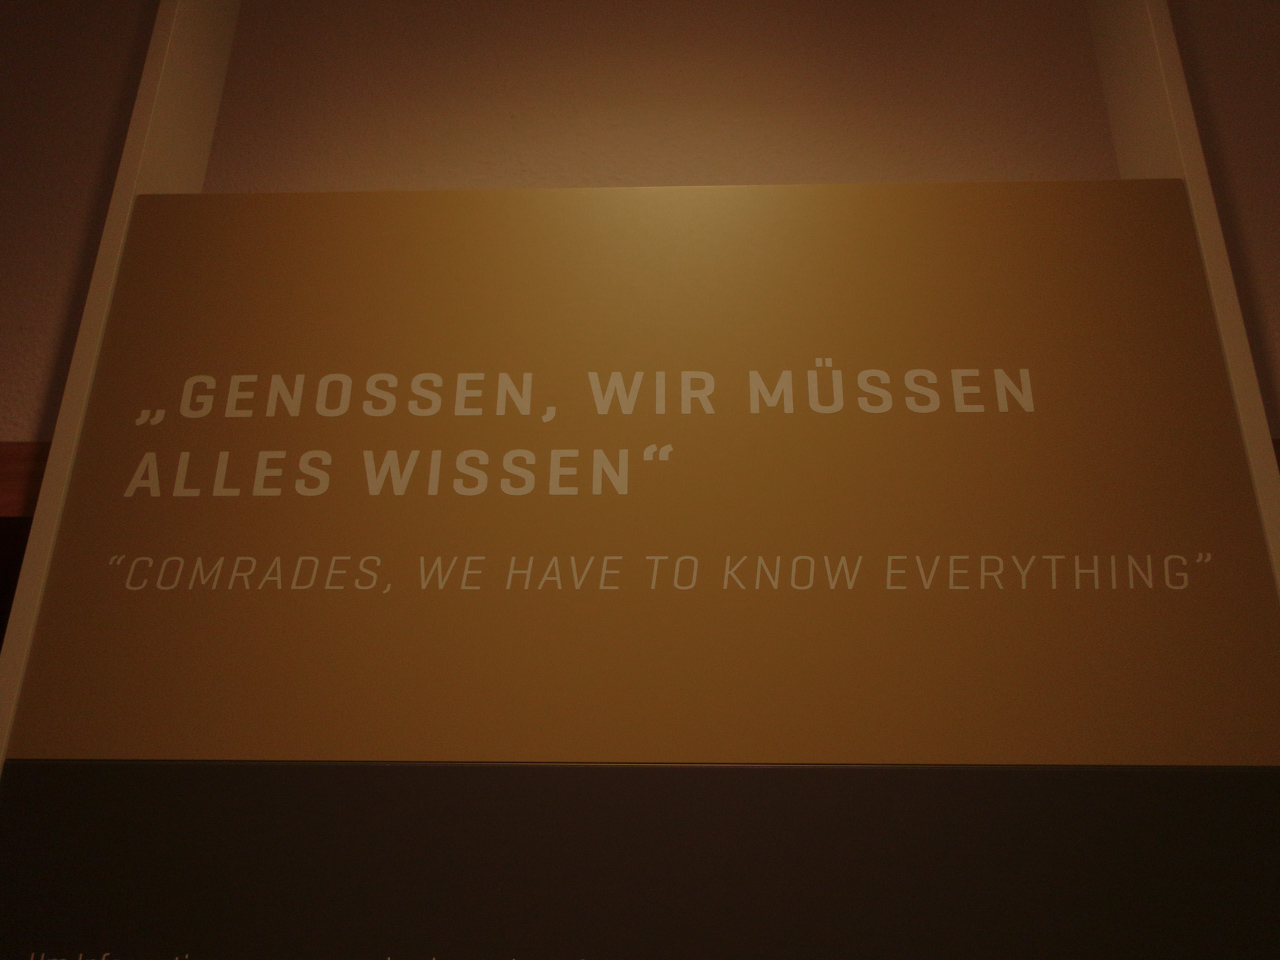 „GENOSSEN, WIR MÜSSEN
ALLES WISSEN“
“COMRADES, WE HAVE TO KNOW EVERYTHING”